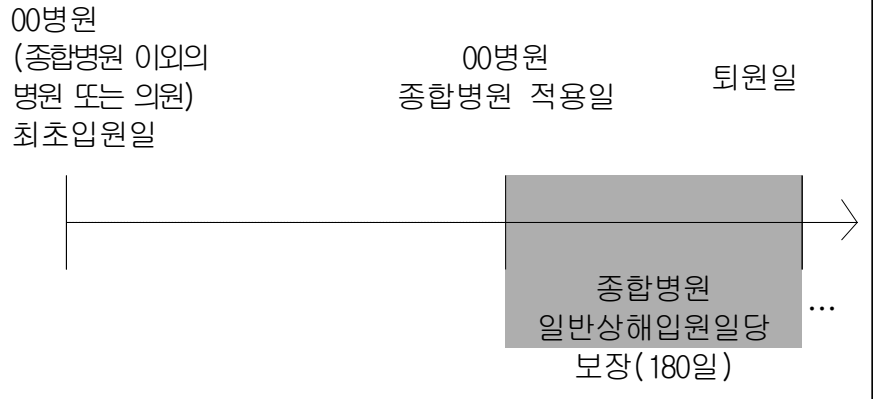 00병원
(종합병원 이외의
병원 또는 의원)
최초입원일
00병원
종합병원 적용일
퇴원일
종합병원
일반상해입원일당
보장(180일)
...